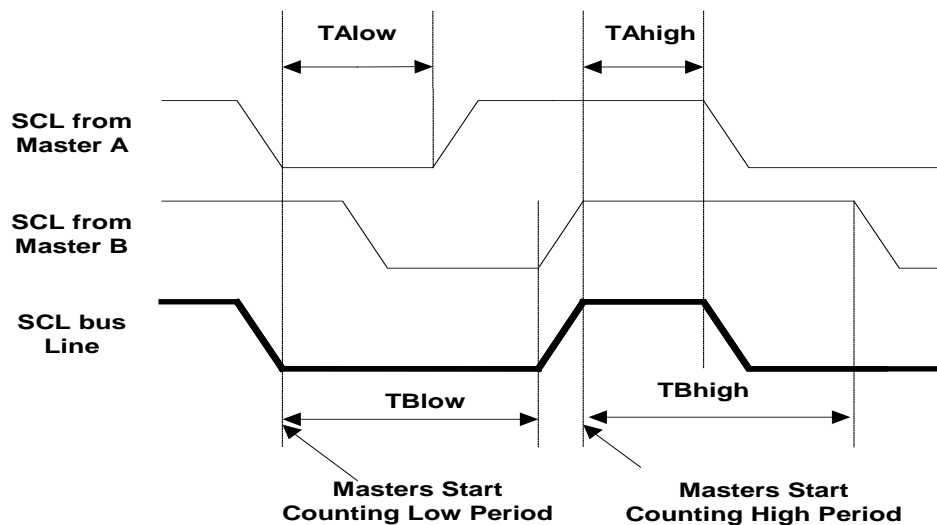 TAlow
TAhigh
SCL from
Master A
SCL from
Master B
SCL bus
Line
TBlow
TBhigh
Masters Start
Counting Low Period
Masters Start
Counting High Period